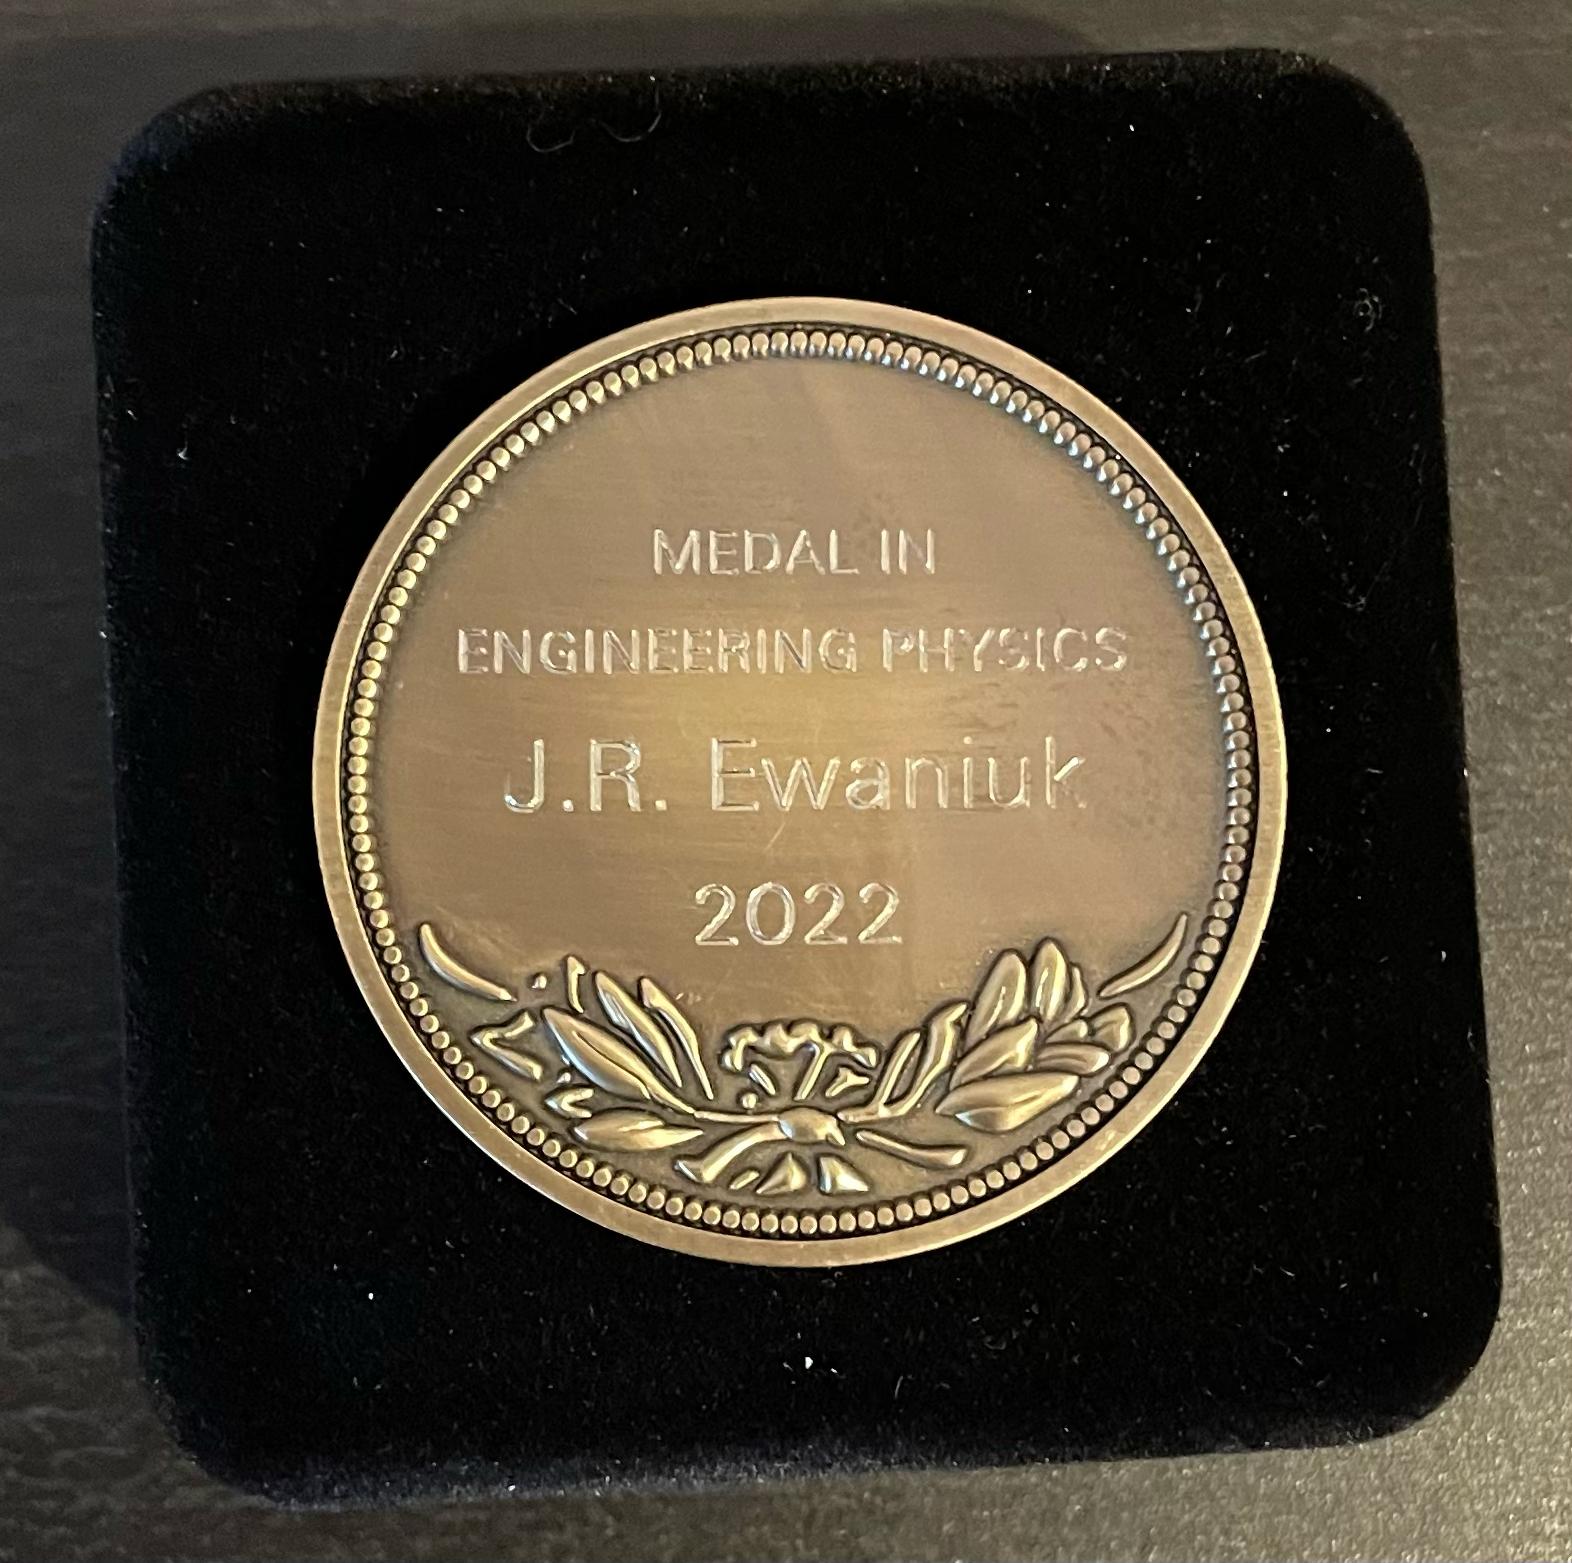 MEDAL IN
ENGINEERING PHYSICS
J.R. Ewaniuk
2022